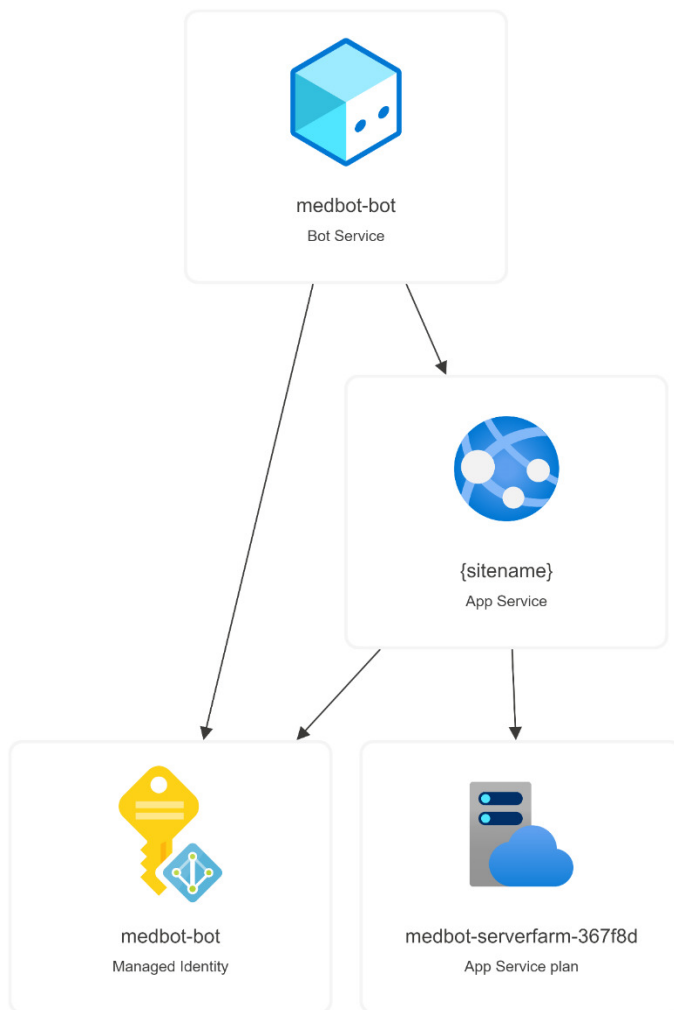 medbot-bot
Bot Service
{sitename}
App Service
medbot-bot
Managed Identity
medbot-serverfarm-367f8d
App Service plan